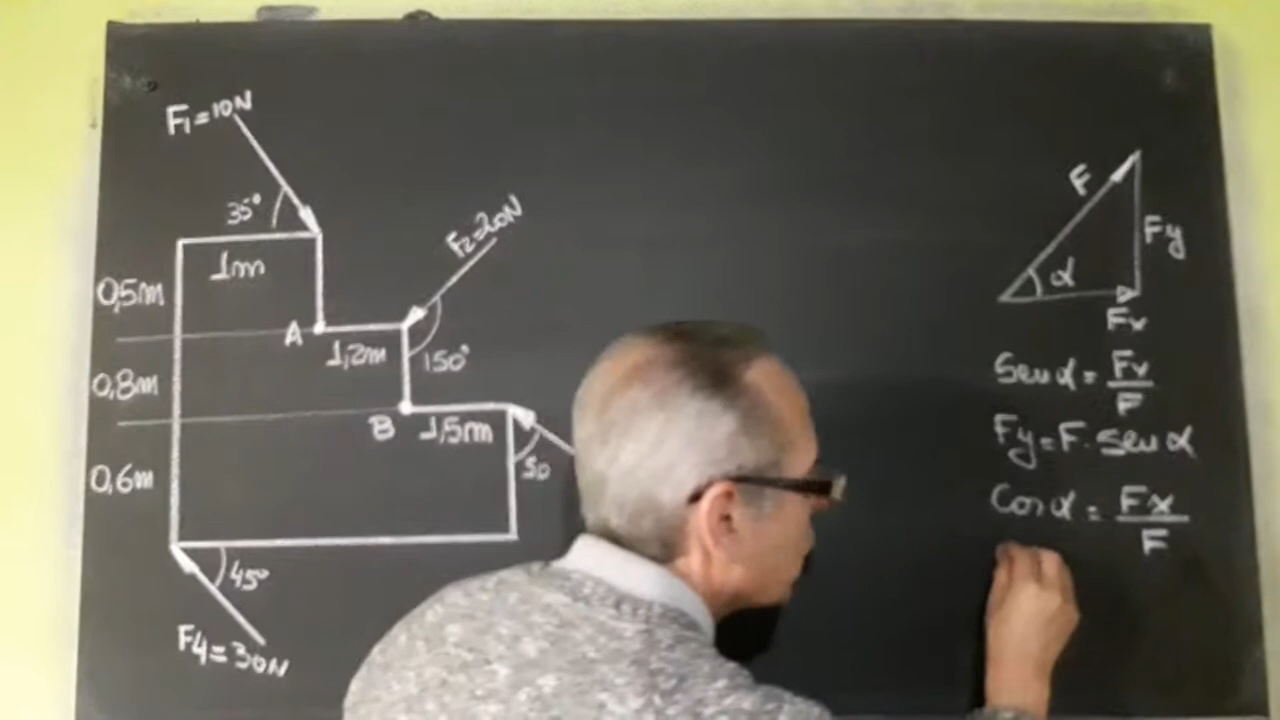 F1=10N
35°
1m
0,5m
A
1,2m
F2=20N
150°
0,8m
B
1,5m
50
0,6m
45°
F4=30N
F
α
Fy
Fx
Sen α = Fy
F
Fy=F. sen α
Cos α = Fx
F